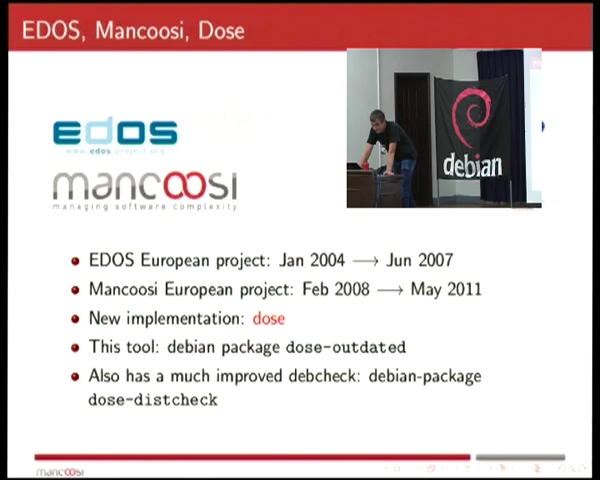 EDOS, Mancoosi, Dose
edos
www.edos-project.org
mancoosi
managing software complexity
debian
EDOS European project: Jan 2004 → Jun 2007
Mancoosi European project: Feb 2008 → May 2011
New implementation: dose
This tool: debian package dose-outdated
Also has a much improved debcheck: debian-package
dose-distcheck
mancoosi